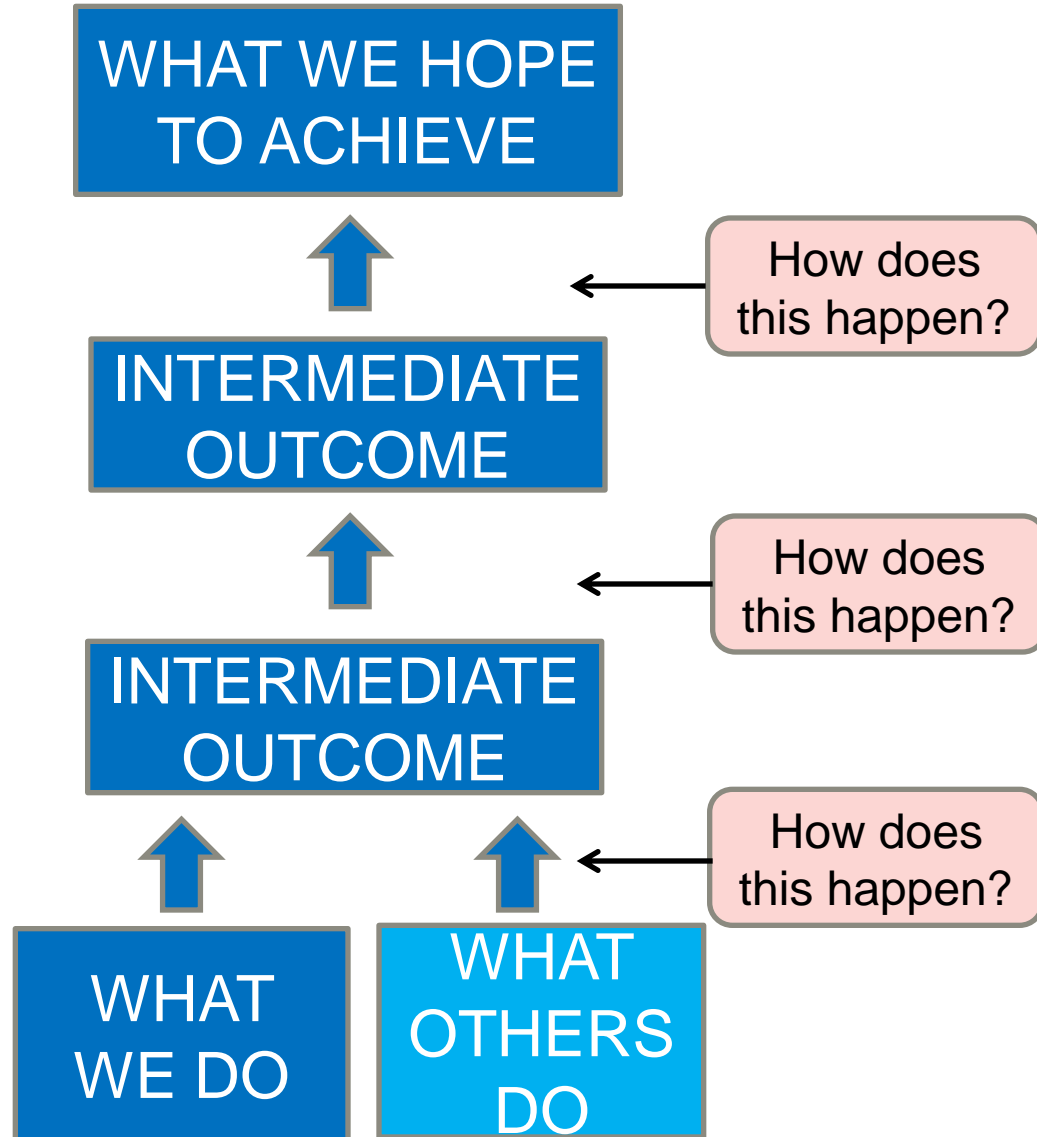 WHAT WE HOPE
TO ACHIEVE
How does
this happen?
INTERMEDIATE
OUTCOME
How does
this happen?
INTERMEDIATE
OUTCOME
How does
this happen?
WHAT
WE DO
WHAT
OTHERS
DO